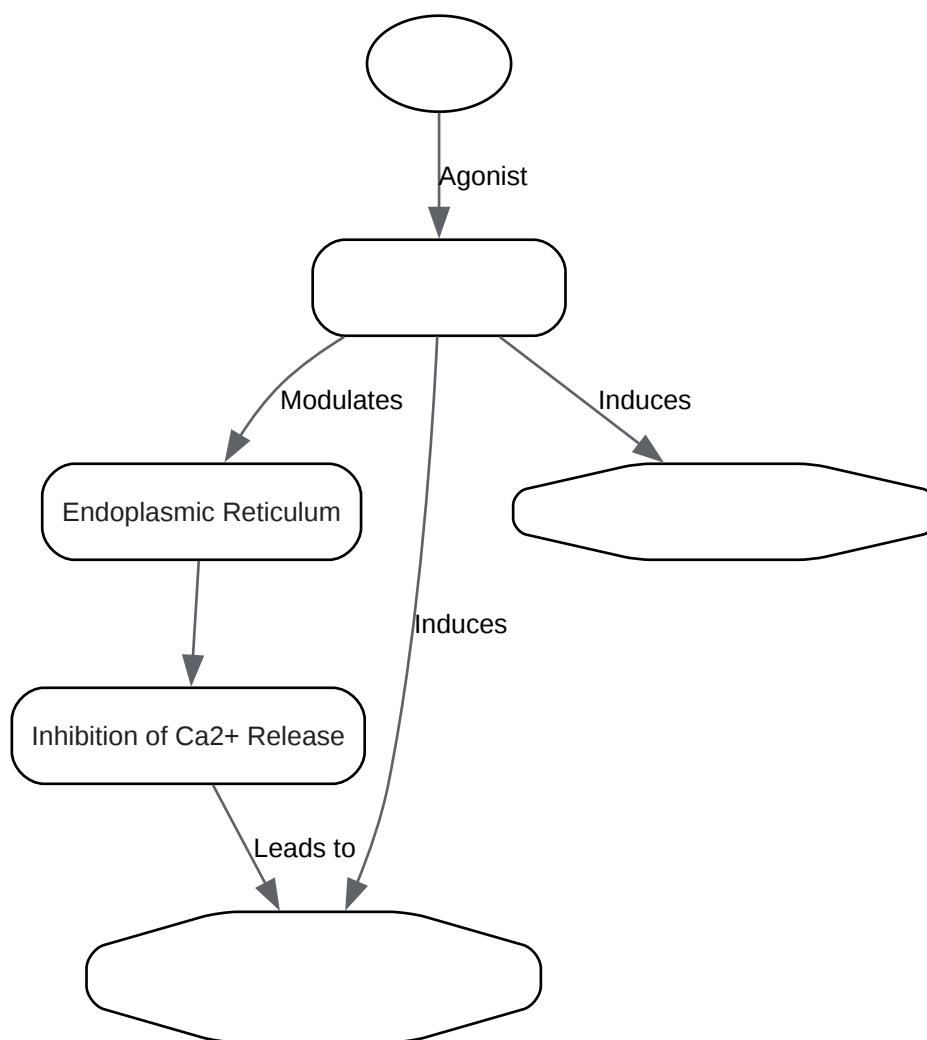 Agonist
Modulates
Induces
Endoplasmic Reticulum
Induces
Inhibition of Ca2+ Release
Leads to